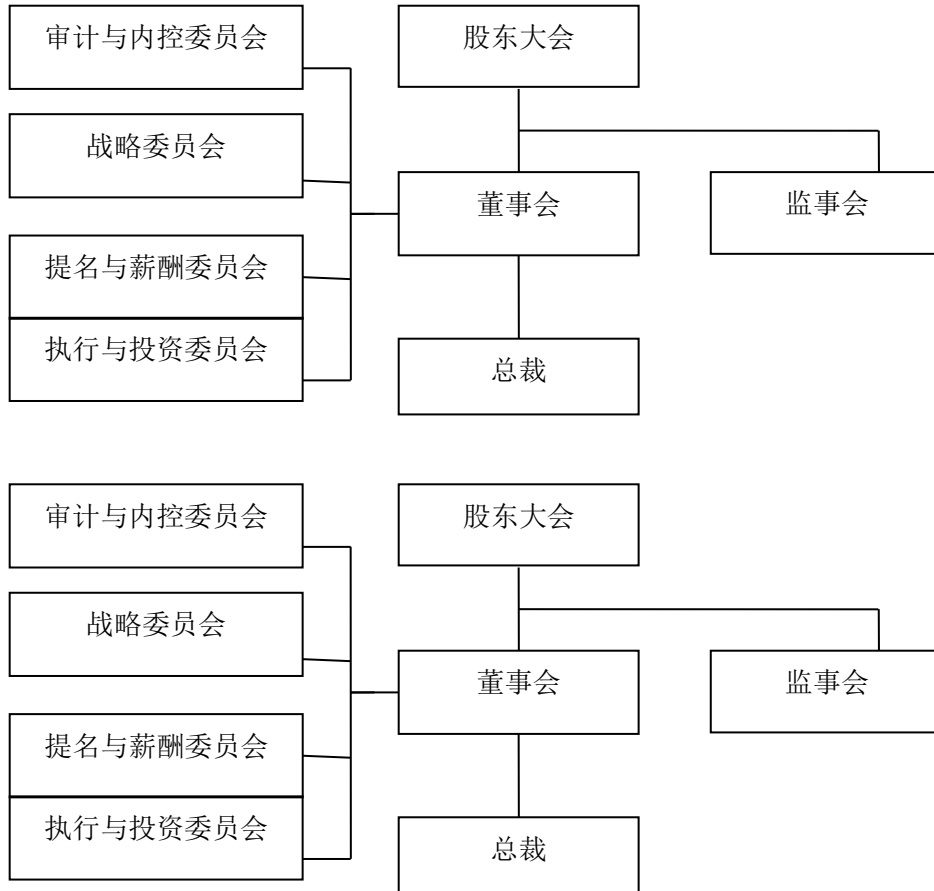 审计与内控委员会
股东大会
战略委员会
董事会
监事会
提名与薪酬委员会
执行与投资委员会
总裁
审计与内控委员会
股东大会
战略委员会
董事会
监事会
提名与薪酬委员会
执行与投资委员会
总裁